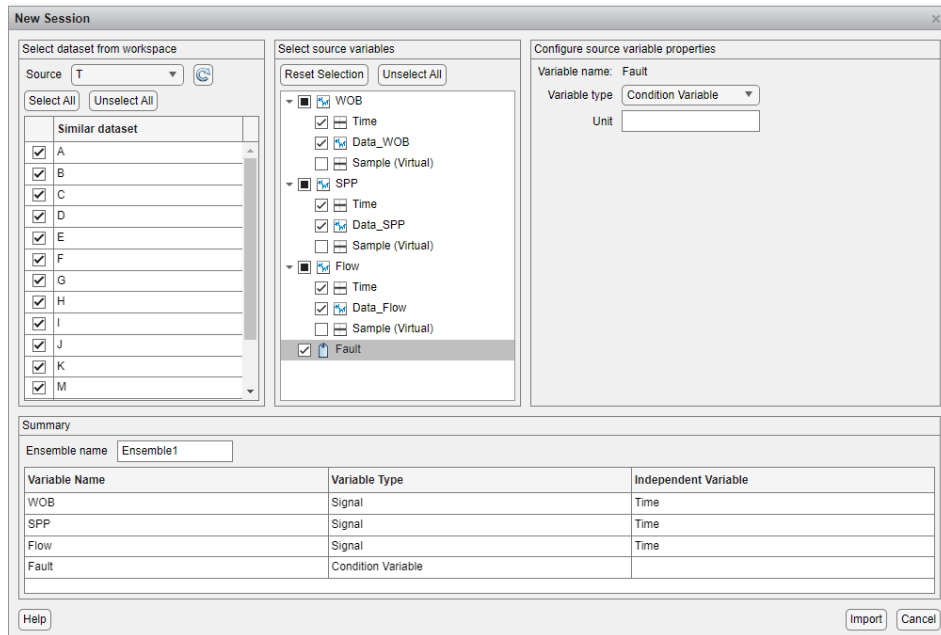 New Session
Select dataset from workspace
Source T
Select All Unselect All
Similar dataset
A
B
C
D
E
F
G
H
I
J
K
M
Select source variables
Reset Selection Unselect All
WOB
Time
Data_WOB
Sample (Virtual)
SPP
Time
Data_SPP
Sample (Virtual)
Flow
Time
Data_Flow
Sample (Virtual)
Fault
Configure source variable properties
Variable name: Fault
Variable type Condition Variable
Unit
Summary
Ensemble name Ensemble1
Variable Name Variable Type Independent Variable
WOB Signal Time
SPP Signal Time
Flow Signal Time
Fault Condition Variable
Help Import Cancel